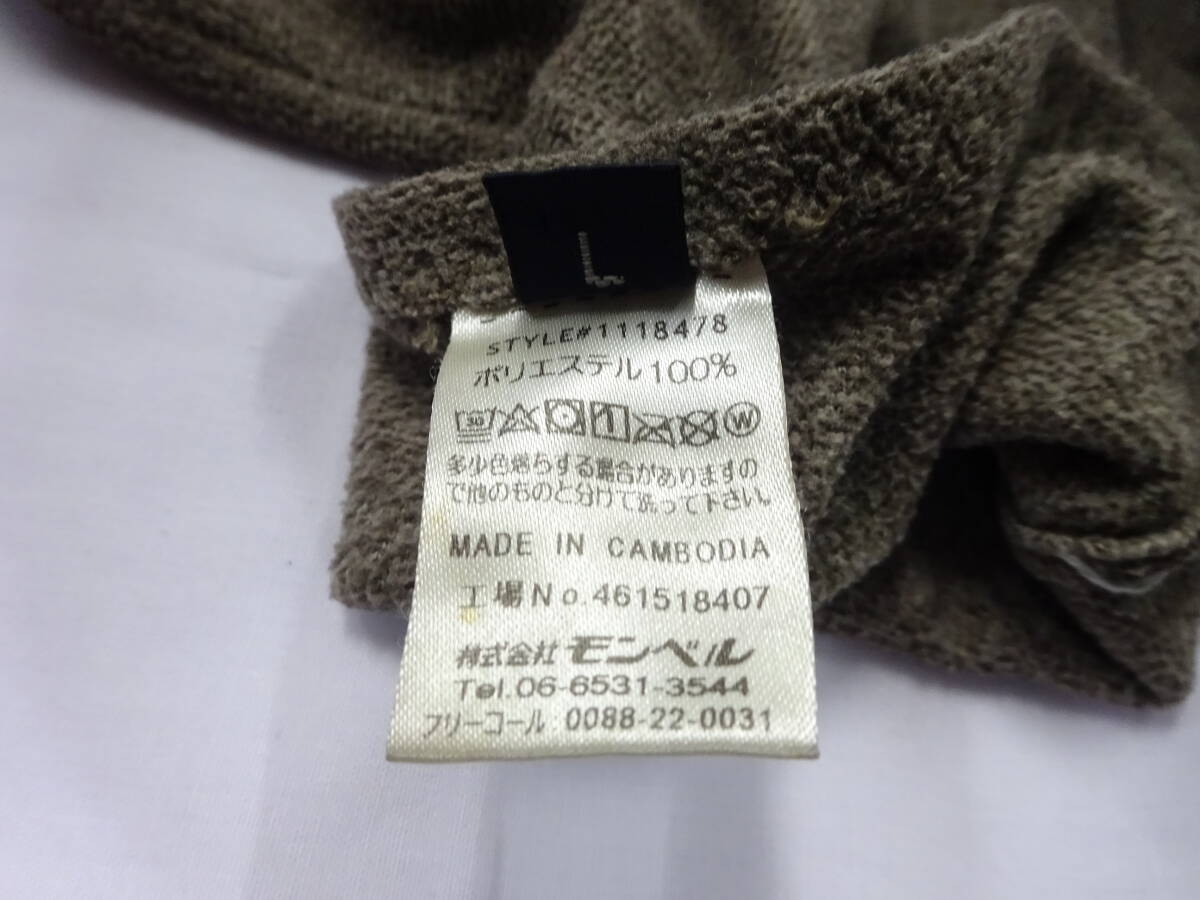 L
STYLE#1118478
ポリエステル100%
30 1 W
多少色落ちする場合がありますの
で他のものと分けて洗って下さい。
MADE IN CAMBODIA
工場No.461518407
株式会社 モンベル
Tel.06-6531-3544
フリーコール:0088-22-0031